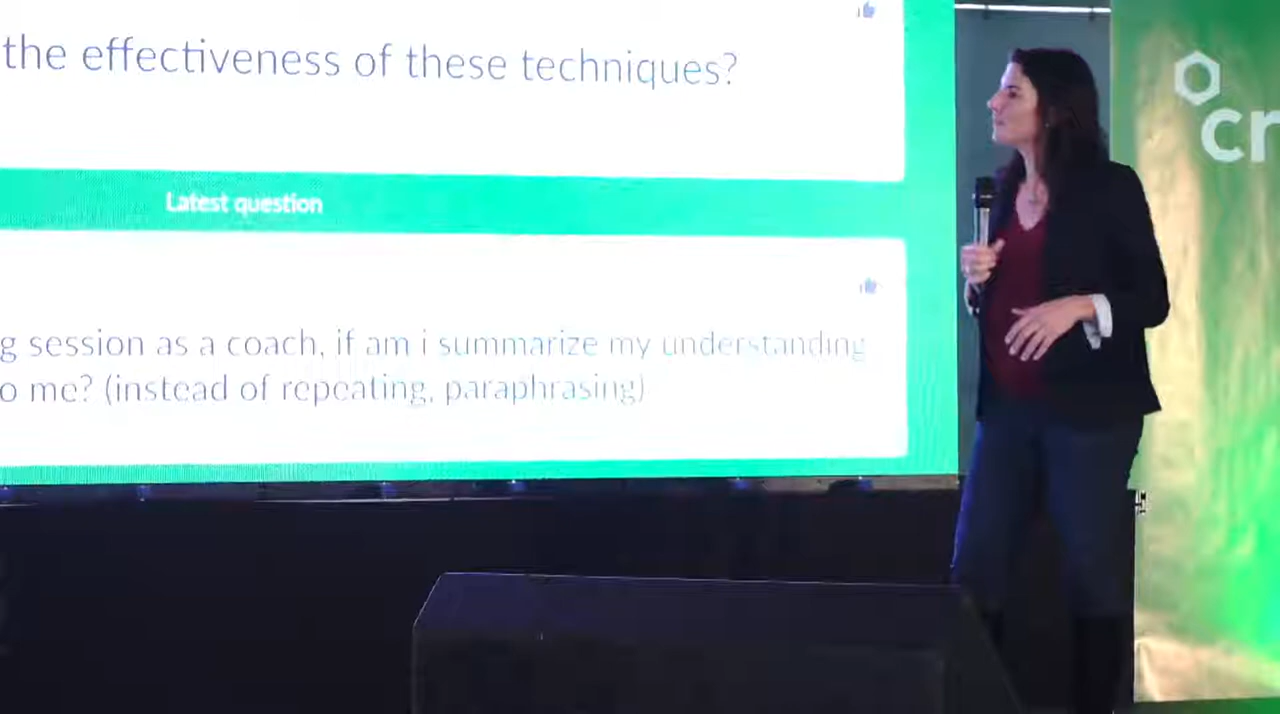 the effectiveness of these techniques?
Latest question
g session as a coach, if am i summarize my understanding
o me? (instead of repeating, paraphrasing)
cr